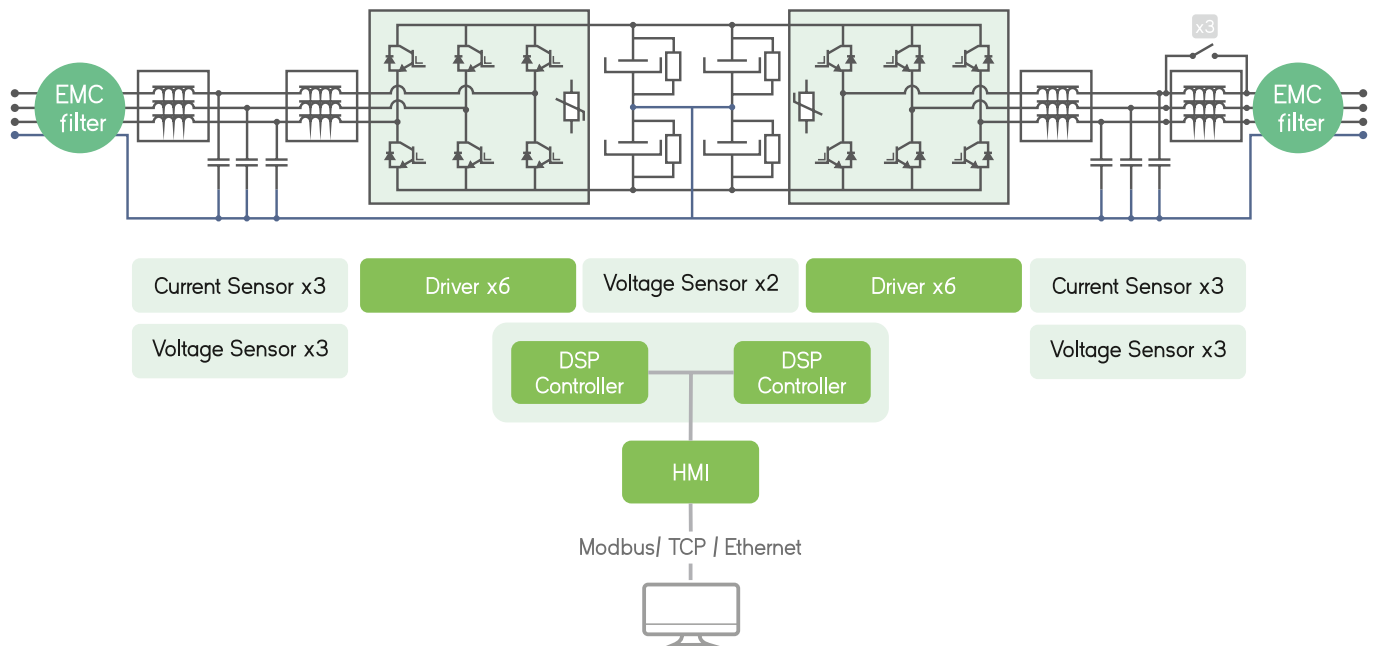 x3
EMC
filter
EMC
filter
Current Sensor x3
Driver x6
Voltage Sensor x2
Driver x6
Current Sensor x3
Voltage Sensor x3
Voltage Sensor x3
DSP
Controller
DSP
Controller
HMI
Modbus/ TCP / Ethernet